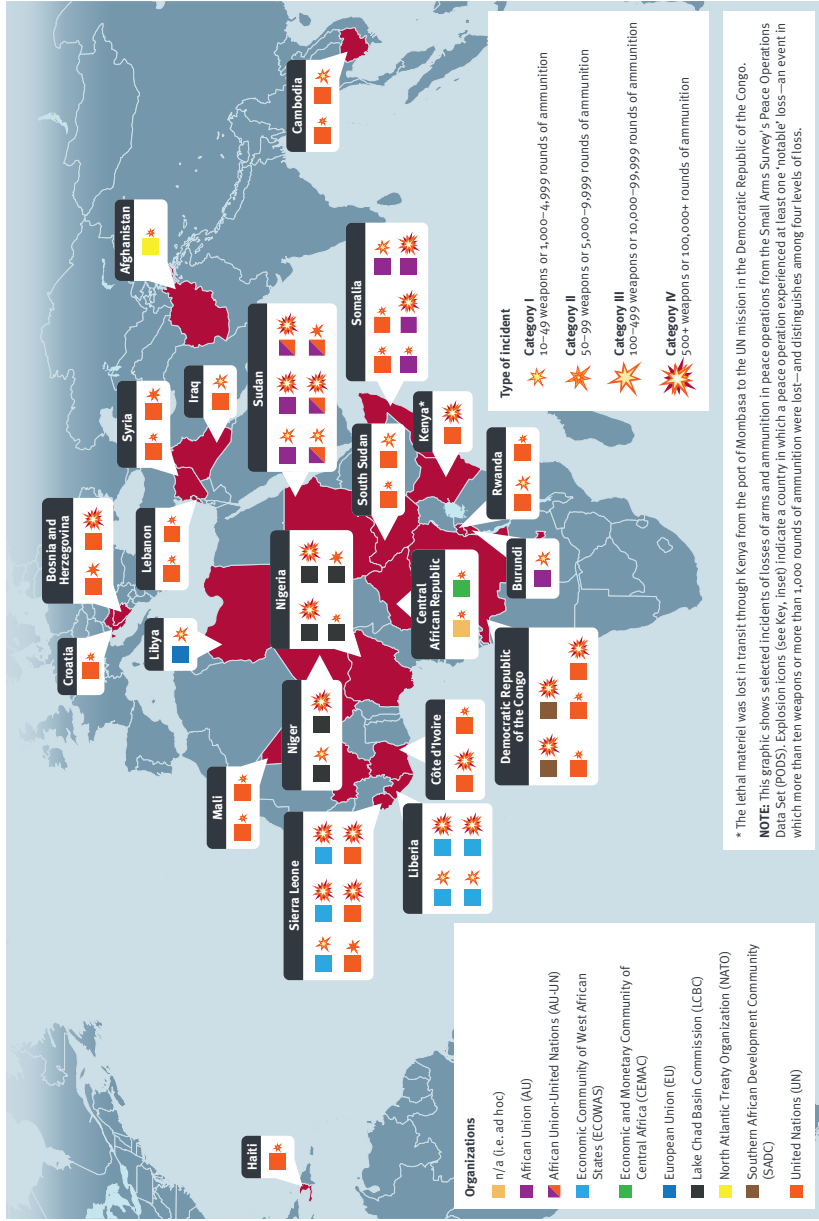 Haiti
Sierra Leone
Mali
Liberia
Niger
Côte d’Ivoire
Croatia
Libya
Bosnia and
Herzegovina
Lebanon
Nigeria
Central
African Republic
Democratic Republic
of the Congo
Syria
Iraq
Sudan
South Sudan
Burundi
Afghanistan
Somalia
Kenya*
Rwanda
Cambodia
Organizations
n/a (i.e. ad hoc)
African Union (AU)
African Union-United Nations (AU-UN)
Economic Community of West African
States (ECOWAS)
Economic and Monetary Community of
Central Africa (CEMAC)
European Union (EU)
Lake Chad Basin Commission (LCBC)
North Atlantic Treaty Organization (NATO)
Southern African Development Community
(SADC)
United Nations (UN)
Type of incident
Category I
10–49 weapons or 1,000–4,999 rounds of ammunition
Category II
50–99 weapons or 5,000–9,999 rounds of ammunition
Category III
100–499 weapons or 10,000–99,999 rounds of ammunition
Category IV
500+ weapons or 100,000+ rounds of ammunition
* The lethal materiel was lost in transit through Kenya from the port of Mombasa to the UN mission in the Democratic Republic of the Congo.
NOTE: This graphic shows selected incidents of losses of arms and ammunition in peace operations from the Small Arms Survey’s Peace Operations
Data Set (PODS). Explosion icons (see Key, inset) indicate a country in which a peace operation experienced at least one ‘notable’ loss—an event in
which more than ten weapons or more than 1,000 rounds of ammunition were lost—and distinguishes among four levels of loss.